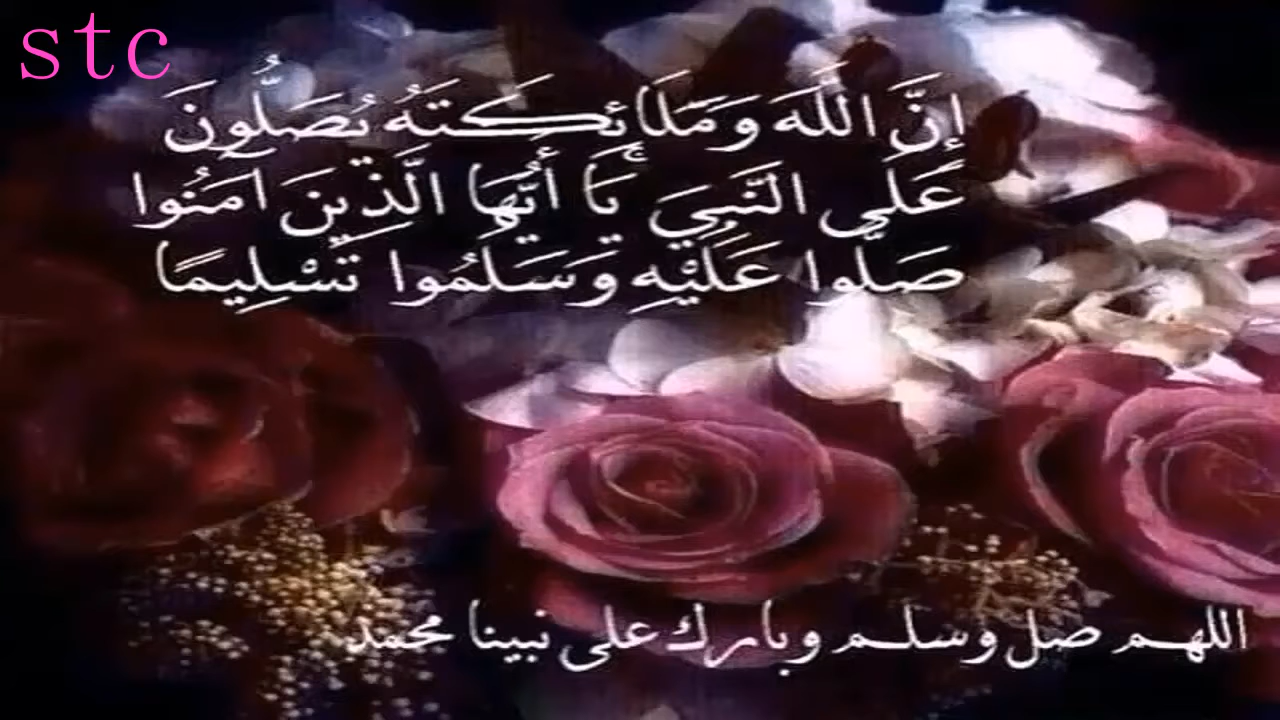 stc
إِنَّ اللَّهَ وَمَلَائِكَتَهُ يُصَلُّونَ
عَلَى النَّبِيِّ يَا أَيُّهَا الَّذِينَ آمَنُوا
صَلُّوا عَلَيْهِ وَسَلِّمُوا تَسْلِيمًا
اللهم صل وسلم وبارك على نبينا محمد